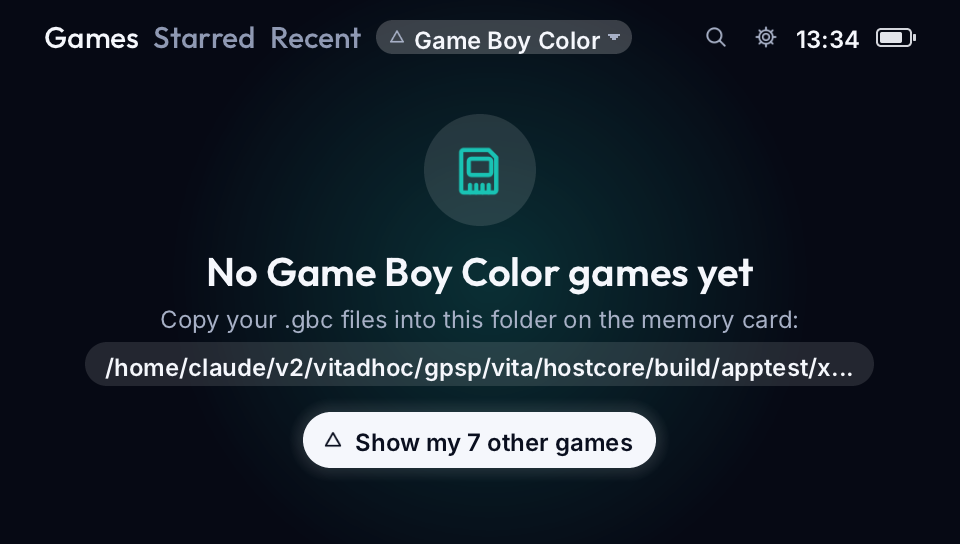 Games Starred Recent Game Boy Color 13:34
No Game Boy Color games yet
Copy your .gbc files into this folder on the memory card:
/home/claude/v2/vitadhoc/gpsp/vita/hostcore/build/apptest/x...
Show my 7 other games